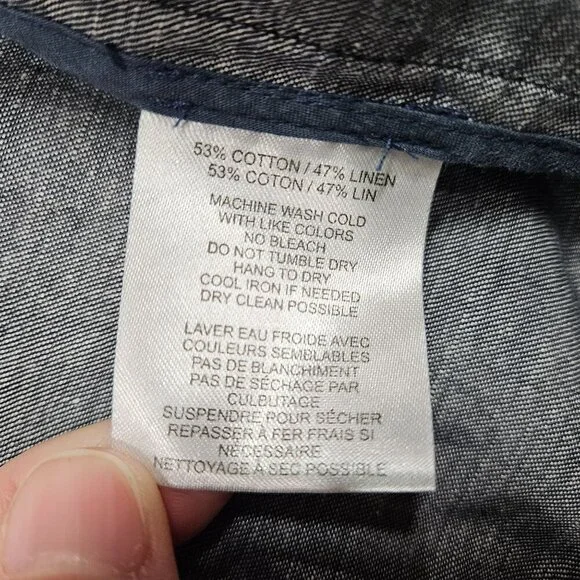 53% COTTON / 47% LINEN
53% COTON / 47% LIN
MACHINE WASH COLD
WITH LIKE COLORS
NO BLEACH
DO NOT TUMBLE DRY
HANG TO DRY
COOL IRON IF NEEDED
DRY CLEAN POSSIBLE
LAVER EAU FROIDE AVEC
COULEURS SEMBLABLES
PAS DE BLANCHIMENT
PAS DE SÉCHAGE PAR
CULBUTAGE
SUSPENDRE POUR SÉCHER
REPASSER À FER FRAIS SI
NÉCESSAIRE
NETTOYAGE À SEC POSSIBLE